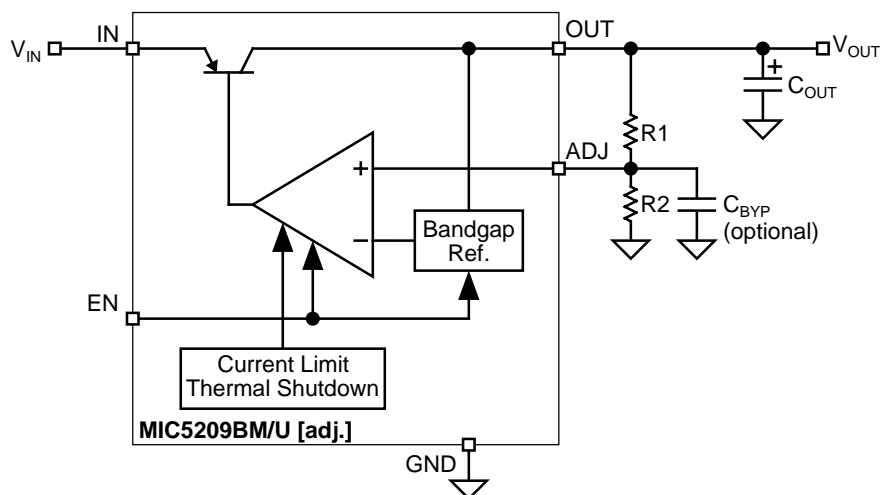 IN
OUT
V_IN
V_OUT
+
C_OUT
R1
ADJ
+
R2
C_BYP
(optional)
−
Bandgap
Ref.
EN
Current Limit
Thermal Shutdown
MIC5209BM/U [adj.]
GND